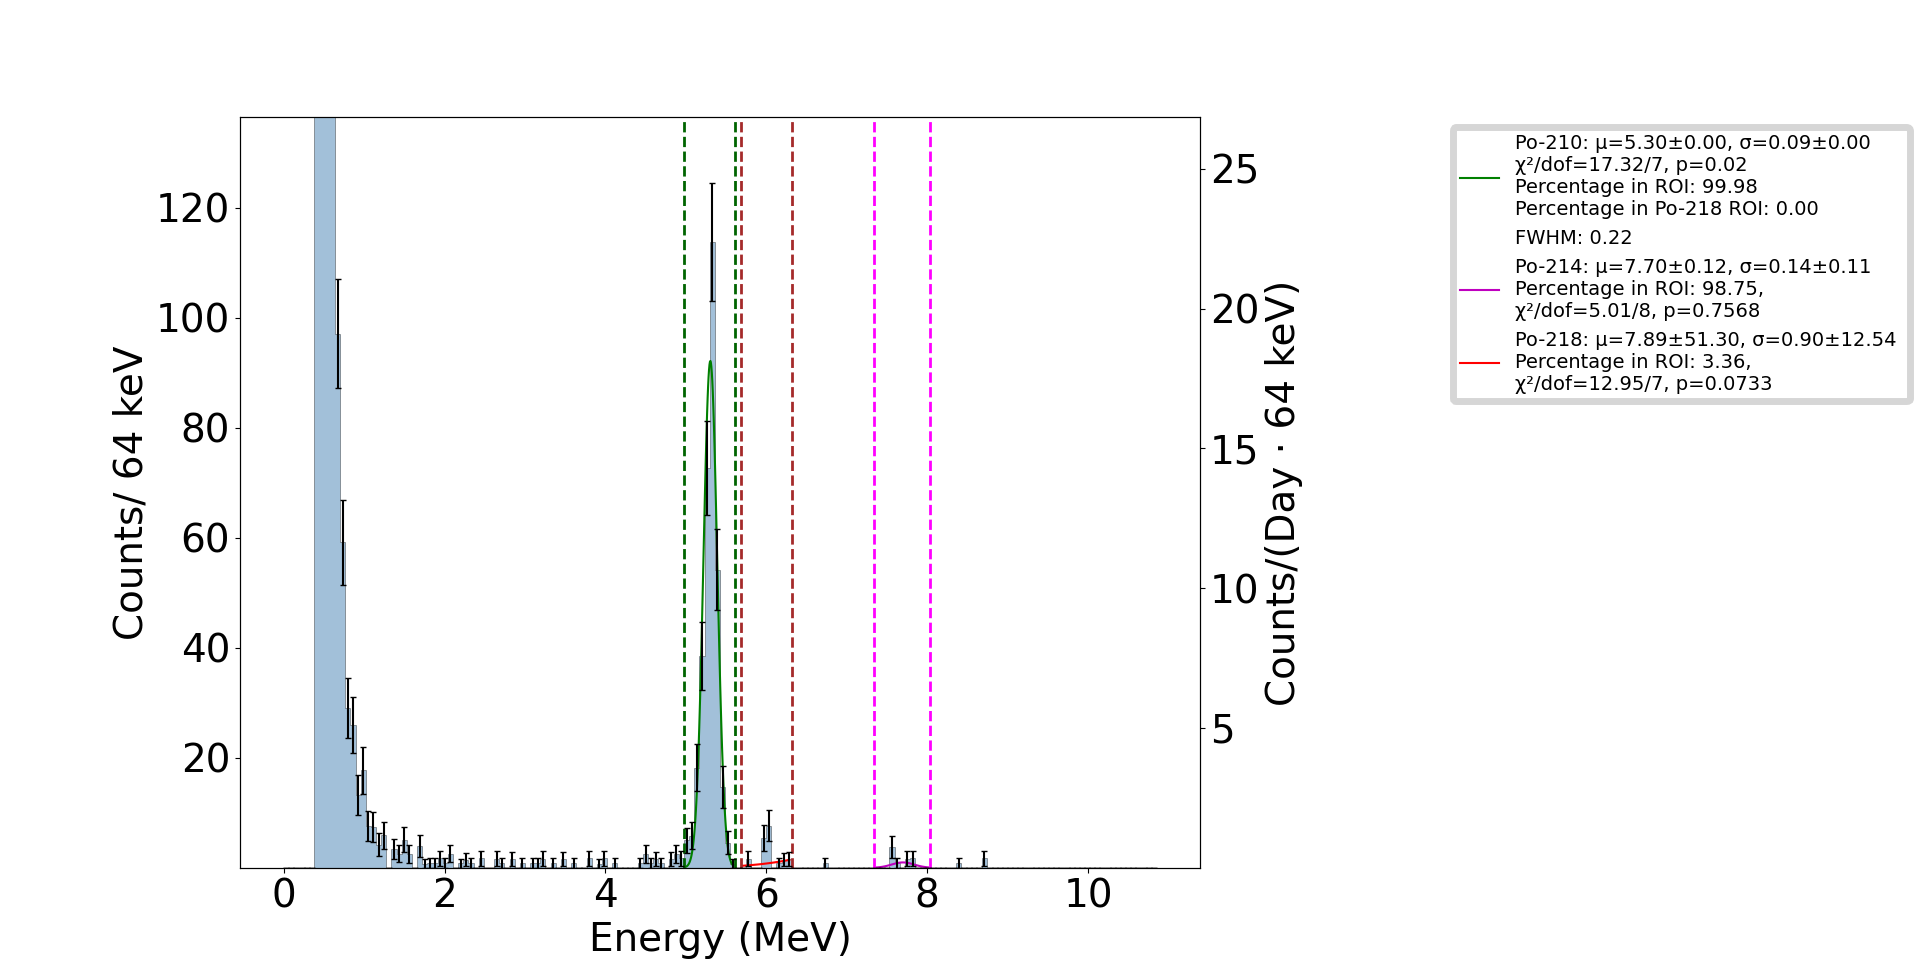 Counts/ 64 keV
120
100
80
60
40
20
0
2
4
6
8
10
Energy (MeV)
25
20
15
10
5
Counts/(Day · 64 keV)
Po-210: μ=5.30±0.00, σ=0.09±0.00
χ²/dof=17.32/7, p=0.02
Percentage in ROI: 99.98
Percentage in Po-218 ROI: 0.00
FWHM: 0.22
Po-214: μ=7.70±0.12, σ=0.14±0.11
Percentage in ROI: 98.75,
χ²/dof=5.01/8, p=0.7568
Po-218: μ=7.89±51.30, σ=0.90±12.54
Percentage in ROI: 3.36,
χ²/dof=12.95/7, p=0.0733